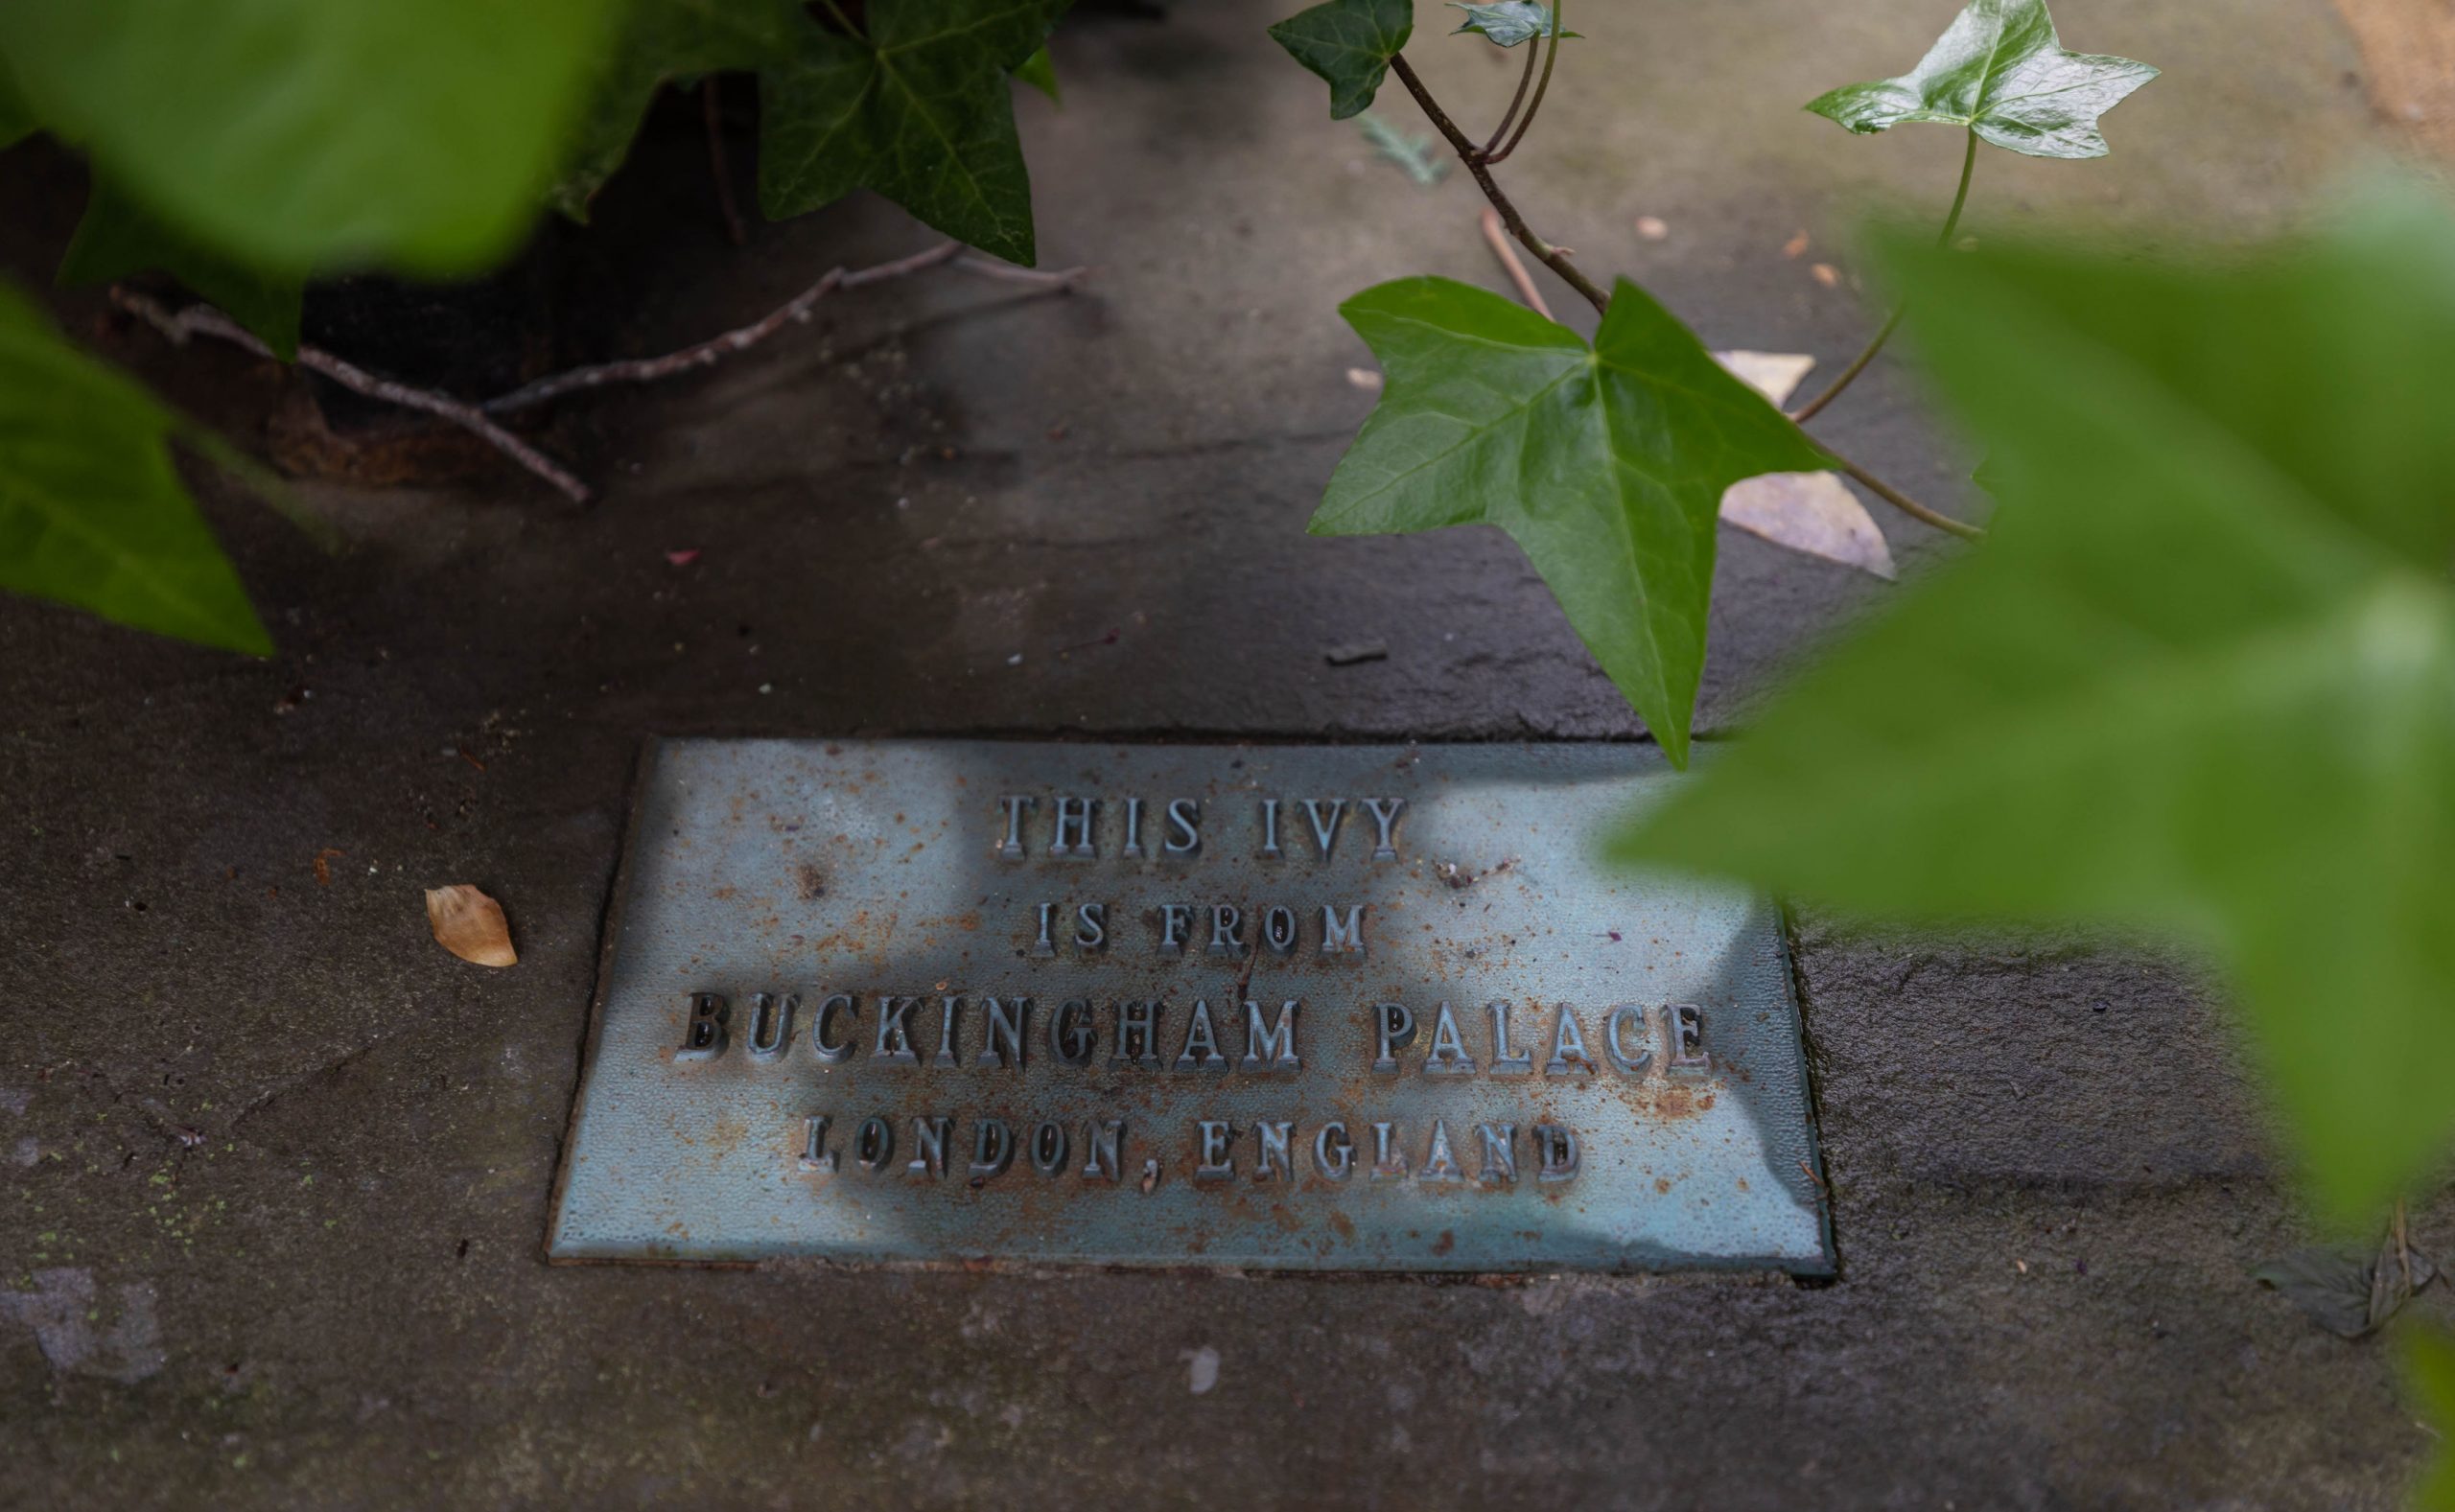 THIS IVY
IS FROM
BUCKINGHAM PALACE
LONDON, ENGLAND